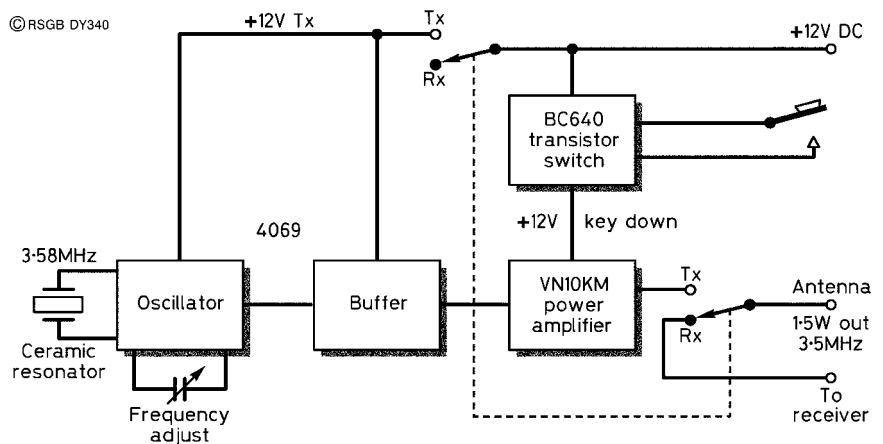 © RSGB DY340
+12V Tx
Tx
Rx
+12V DC
BC640
transistor
switch
+12V key down
4069
3·58MHz
Oscillator
Buffer
VN10KM
power
amplifier
Tx
Rx
Antenna
1·5W out
3·5MHz
Ceramic
resonator
Frequency
adjust
To
receiver